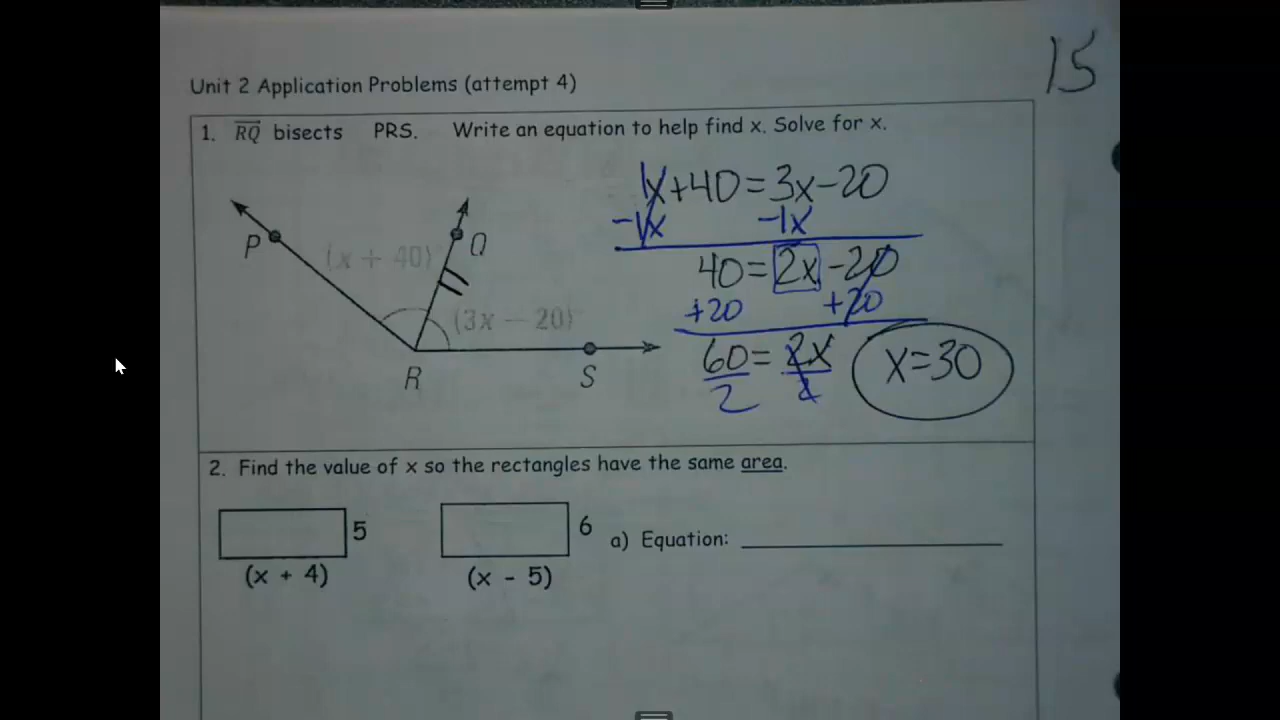 15
Unit 2 Application Problems (attempt 4)
1. RQ bisects PRS. Write an equation to help find x. Solve for x.
1x+40=3x-20
-1x -1x
40=2x-20
+20 +20
60=2x
2 2
x=30
P
(x + 40)
Q
(3x - 20)
R
S
2. Find the value of x so the rectangles have the same area.
5
(x + 4)
6
(x - 5)
a) Equation: